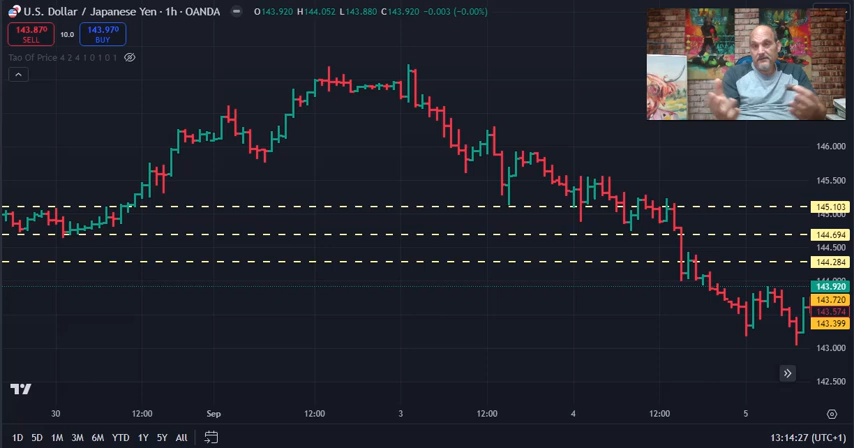 U.S. Dollar / Japanese Yen · 1h · OANDA O143.920 H144.052 L143.880 C143.920 −0.003 (−0.00%)
143.870 SELL 10.0 143.970 BUY
Tao Of Price 4 2 4 1 0 1 0 1
146.000
145.500
145.103
145.000
144.694
144.500
144.284
143.920
143.720
143.574
143.399
143.000
142.500
30 12:00 Sep 12:00 3 12:00 4 12:00 5
1D 5D 1M 3M 6M YTD 1Y 5Y All 13:14:27 (UTC+1)